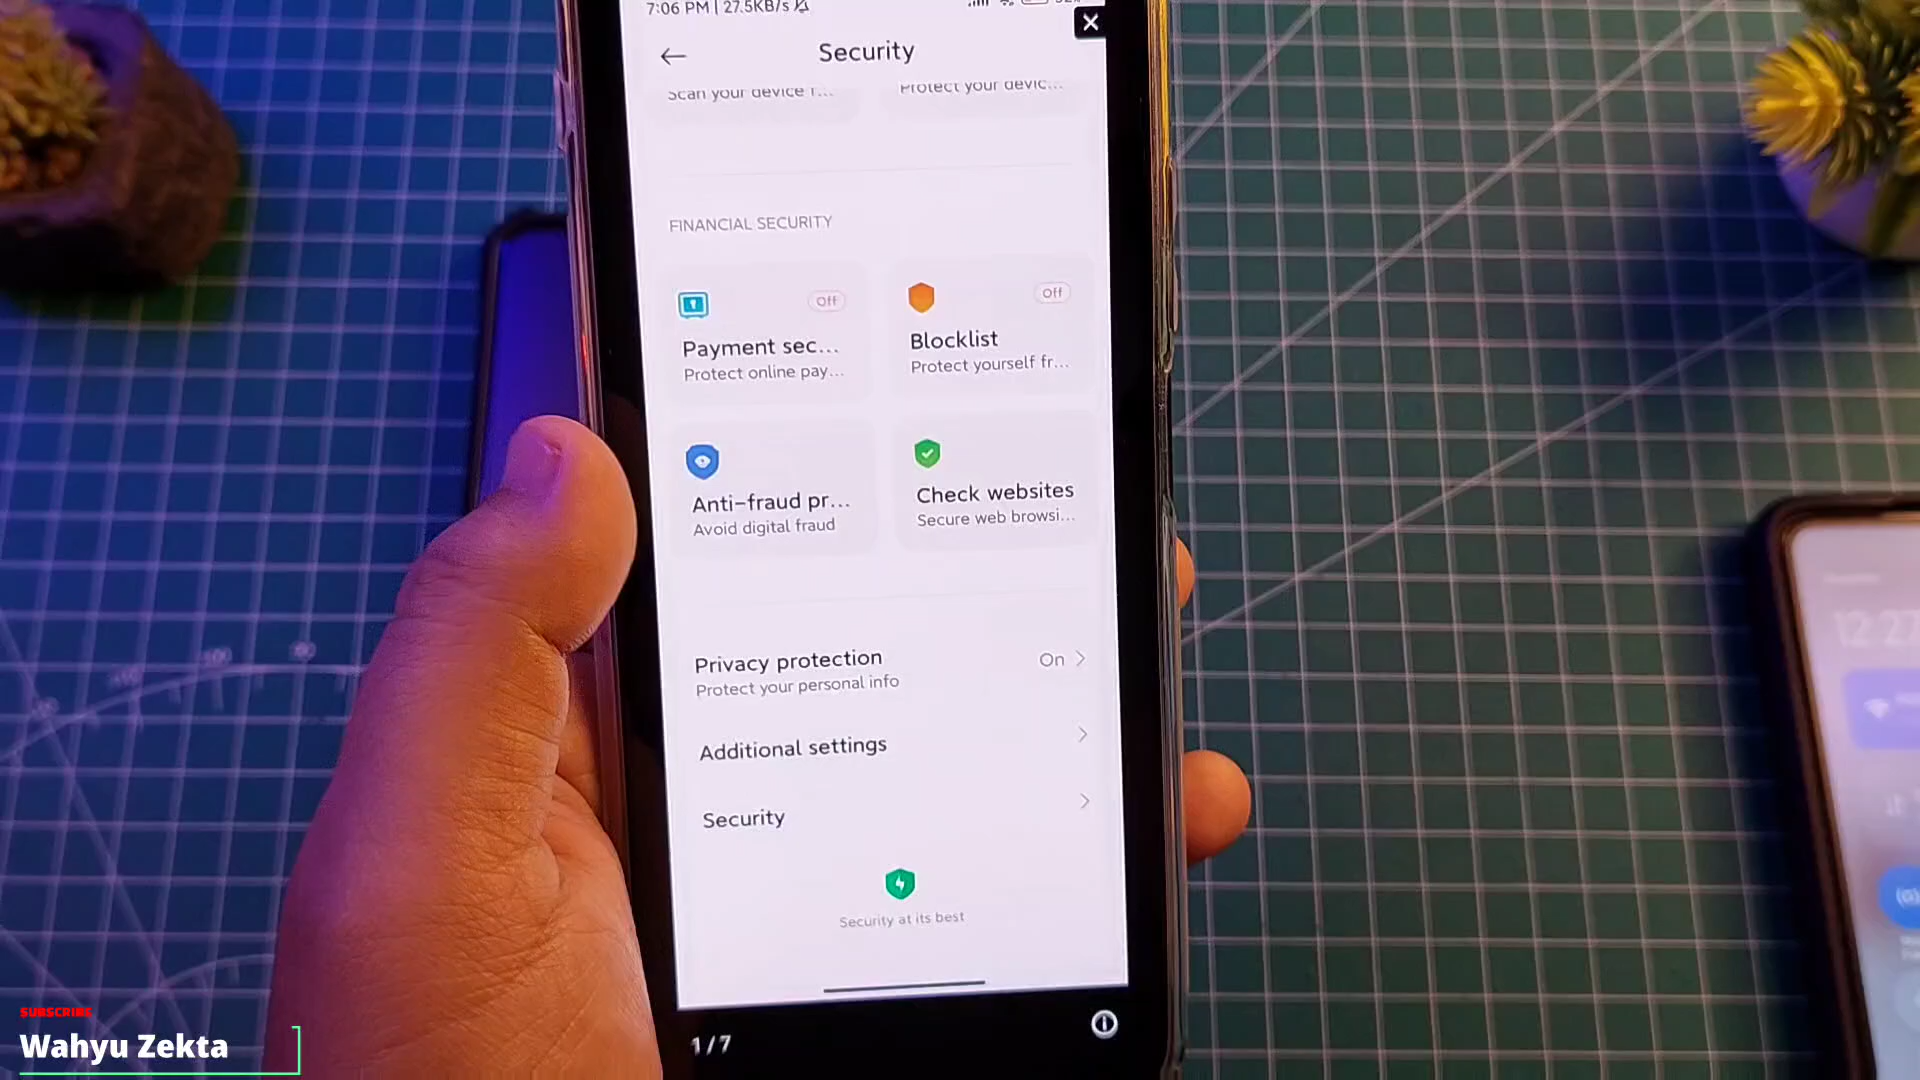 7:06 PM | 27.5KB/s
Security
Scan your device f...
Protect your devic...
FINANCIAL SECURITY
Off
Payment sec...
Protect online pay...
Off
Blocklist
Protect yourself fr...
Anti-fraud pr...
Avoid digital fraud
Check websites
Secure web browsi...
Privacy protection
On
Protect your personal info
Additional settings
Security
Security at its best
1/7
12:27
SUBSCRIBE
Wahyu Zekta